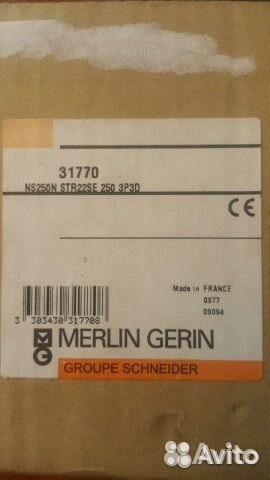 31770
NS250N STR22SE 250 3P3D
CE
Made in FRANCE
0977
09094
3 303430 317708
MERLIN GERIN
GROUPE SCHNEIDER
Avito